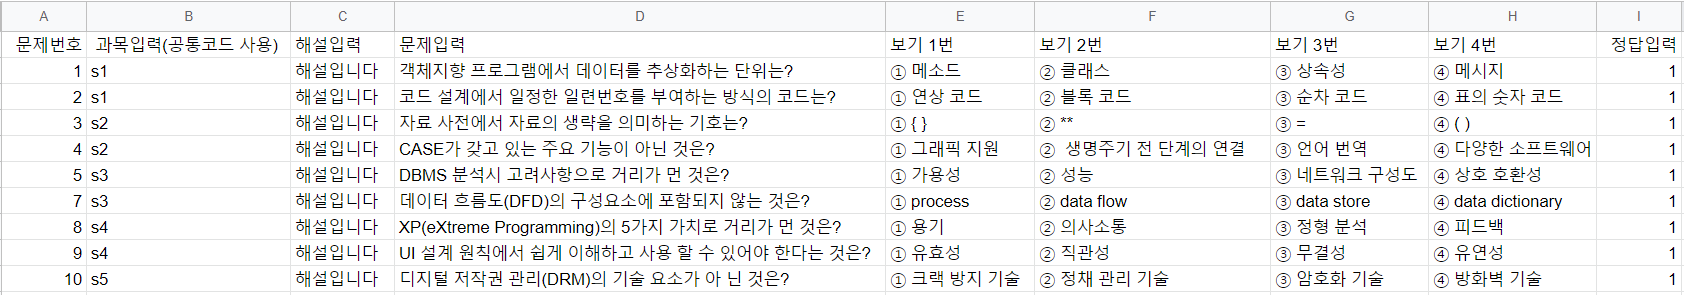 A B C D E F G H I
문제번호 과목입력(공통코드 사용) 해설입력 문제입력 보기 1번 보기 2번 보기 3번 보기 4번 정답입력
1 s1 해설입니다 객체지향 프로그램에서 데이터를 추상화하는 단위는? ① 메소드 ② 클래스 ③ 상속성 ④ 메시지 1
2 s1 해설입니다 코드 설계에서 일정한 일련번호를 부여하는 방식의 코드는? ① 연상 코드 ② 블록 코드 ③ 순차 코드 ④ 표의 숫자 코드 1
3 s2 해설입니다 자료 사전에서 자료의 생략을 의미하는 기호는? ① { } ② ** ③ = ④ ( ) 1
4 s2 해설입니다 CASE가 갖고 있는 주요 기능이 아닌 것은? ① 그래픽 지원 ② 생명주기 전 단계의 연결 ③ 언어 번역 ④ 다양한 소프트웨어 1
5 s3 해설입니다 DBMS 분석시 고려사항으로 거리가 먼 것은? ① 가용성 ② 성능 ③ 네트워크 구성도 ④ 상호 호환성 1
7 s3 해설입니다 데이터 흐름도(DFD)의 구성요소에 포함되지 않는 것은? ① process ② data flow ③ data store ④ data dictionary 1
8 s4 해설입니다 XP(eXtreme Programming)의 5가지 가치로 거리가 먼 것은? ① 용기 ② 의사소통 ③ 정형 분석 ④ 피드백 1
9 s4 해설입니다 UI 설계 원칙에서 쉽게 이해하고 사용 할 수 있어야 한다는 것은? ① 유효성 ② 직관성 ③ 무결성 ④ 유연성 1
10 s5 해설입니다 디지털 저작권 관리(DRM)의 기술 요소가 아 닌 것은? ① 크랙 방지 기술 ② 정채 관리 기술 ③ 암호화 기술 ④ 방화벽 기술 1